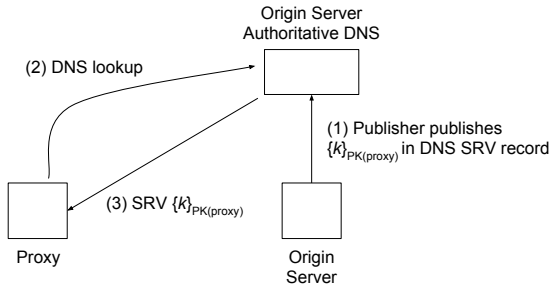 Origin Server
Authoritative DNS
(2) DNS lookup
(1) Publisher publishes
{k}PK(proxy) in DNS SRV record
(3) SRV {k}PK(proxy)
Proxy
Origin
Server